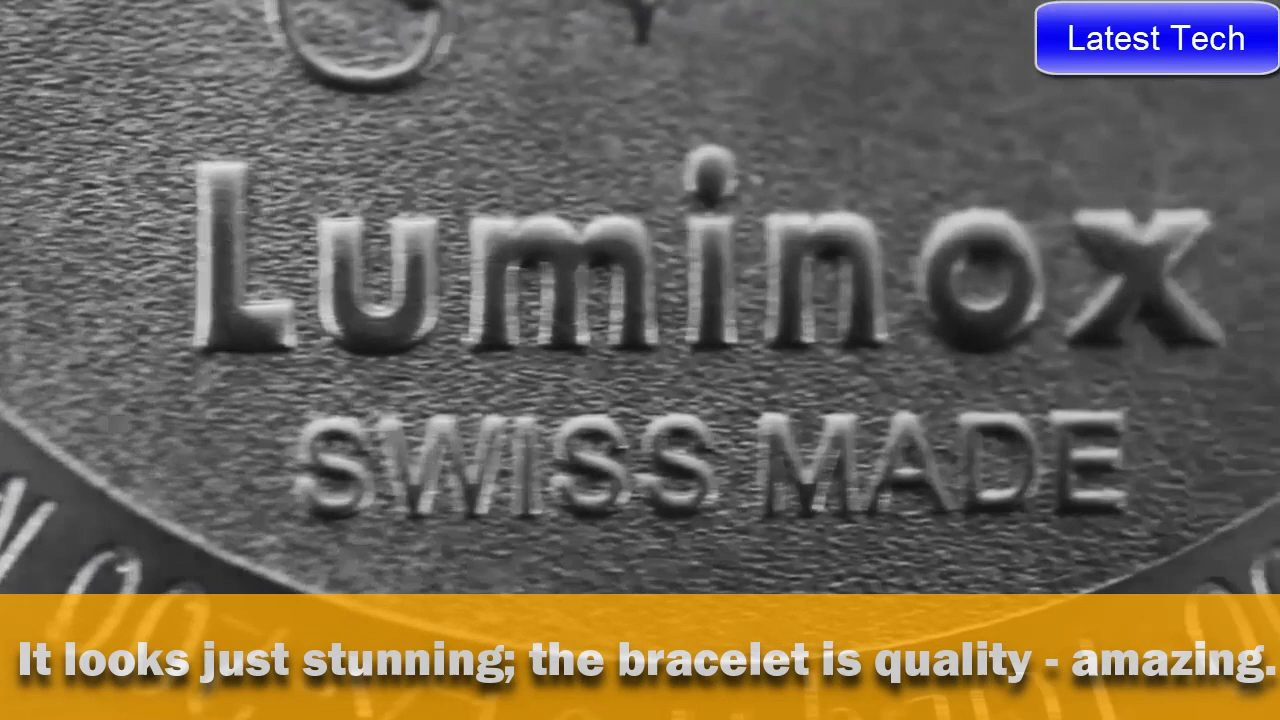 Latest Tech
Luminox
SWISS MADE
It looks just stunning; the bracelet is quality - amazing.